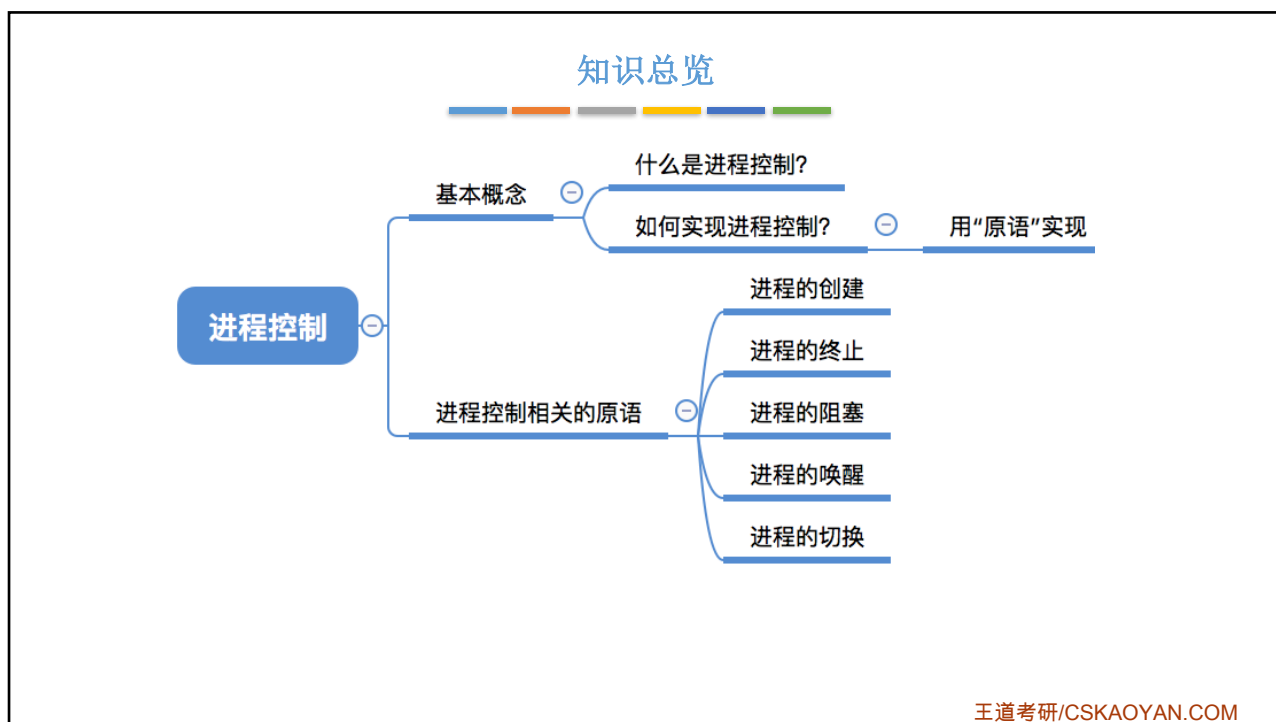 知识总览
什么是进程控制?
基本概念
如何实现进程控制?
用“原语”实现
进程控制
进程控制相关的原语
进程的创建
进程的终止
进程的阻塞
进程的唤醒
进程的切换
王道考研/CSKAOYAN.COM